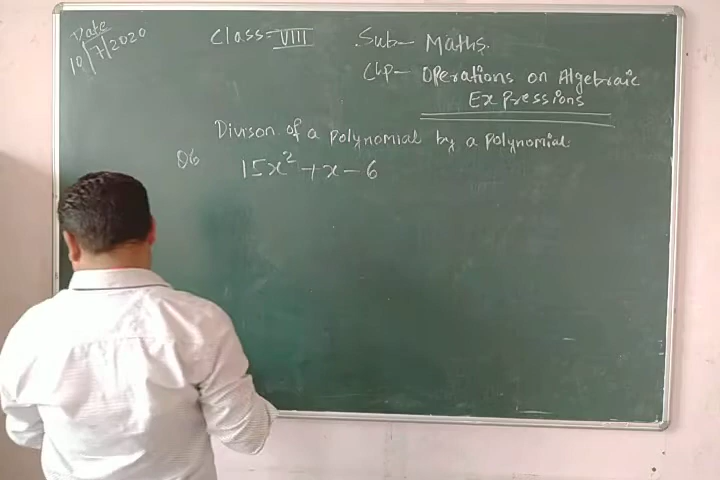 Date
10/7/2020
Class- VIII
Sub- Maths.
Chp- Operations on Algebraic
Expressions
Divison of a polynomial by a polynomial.
Q6 15x² + x - 6